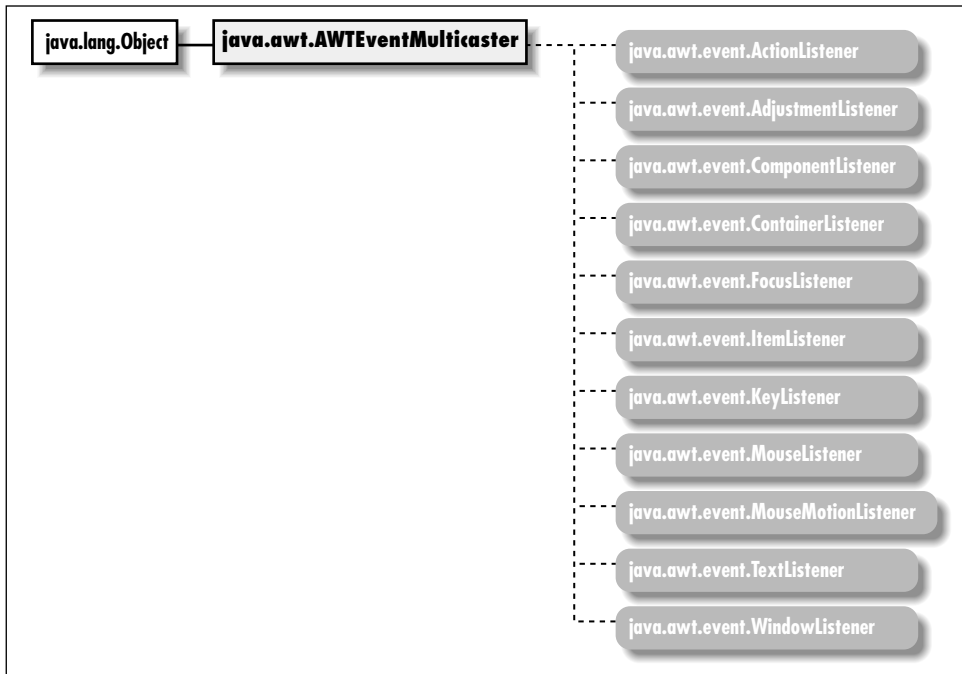 java.lang.Object
java.awt.AWTEventMulticaster
java.awt.event.ActionListener
java.awt.event.AdjustmentListener
java.awt.event.ComponentListener
java.awt.event.ContainerListener
java.awt.event.FocusListener
java.awt.event.ItemListener
java.awt.event.KeyListener
java.awt.event.MouseListener
java.awt.event.MouseMotionListener
java.awt.event.TextListener
java.awt.event.WindowListener